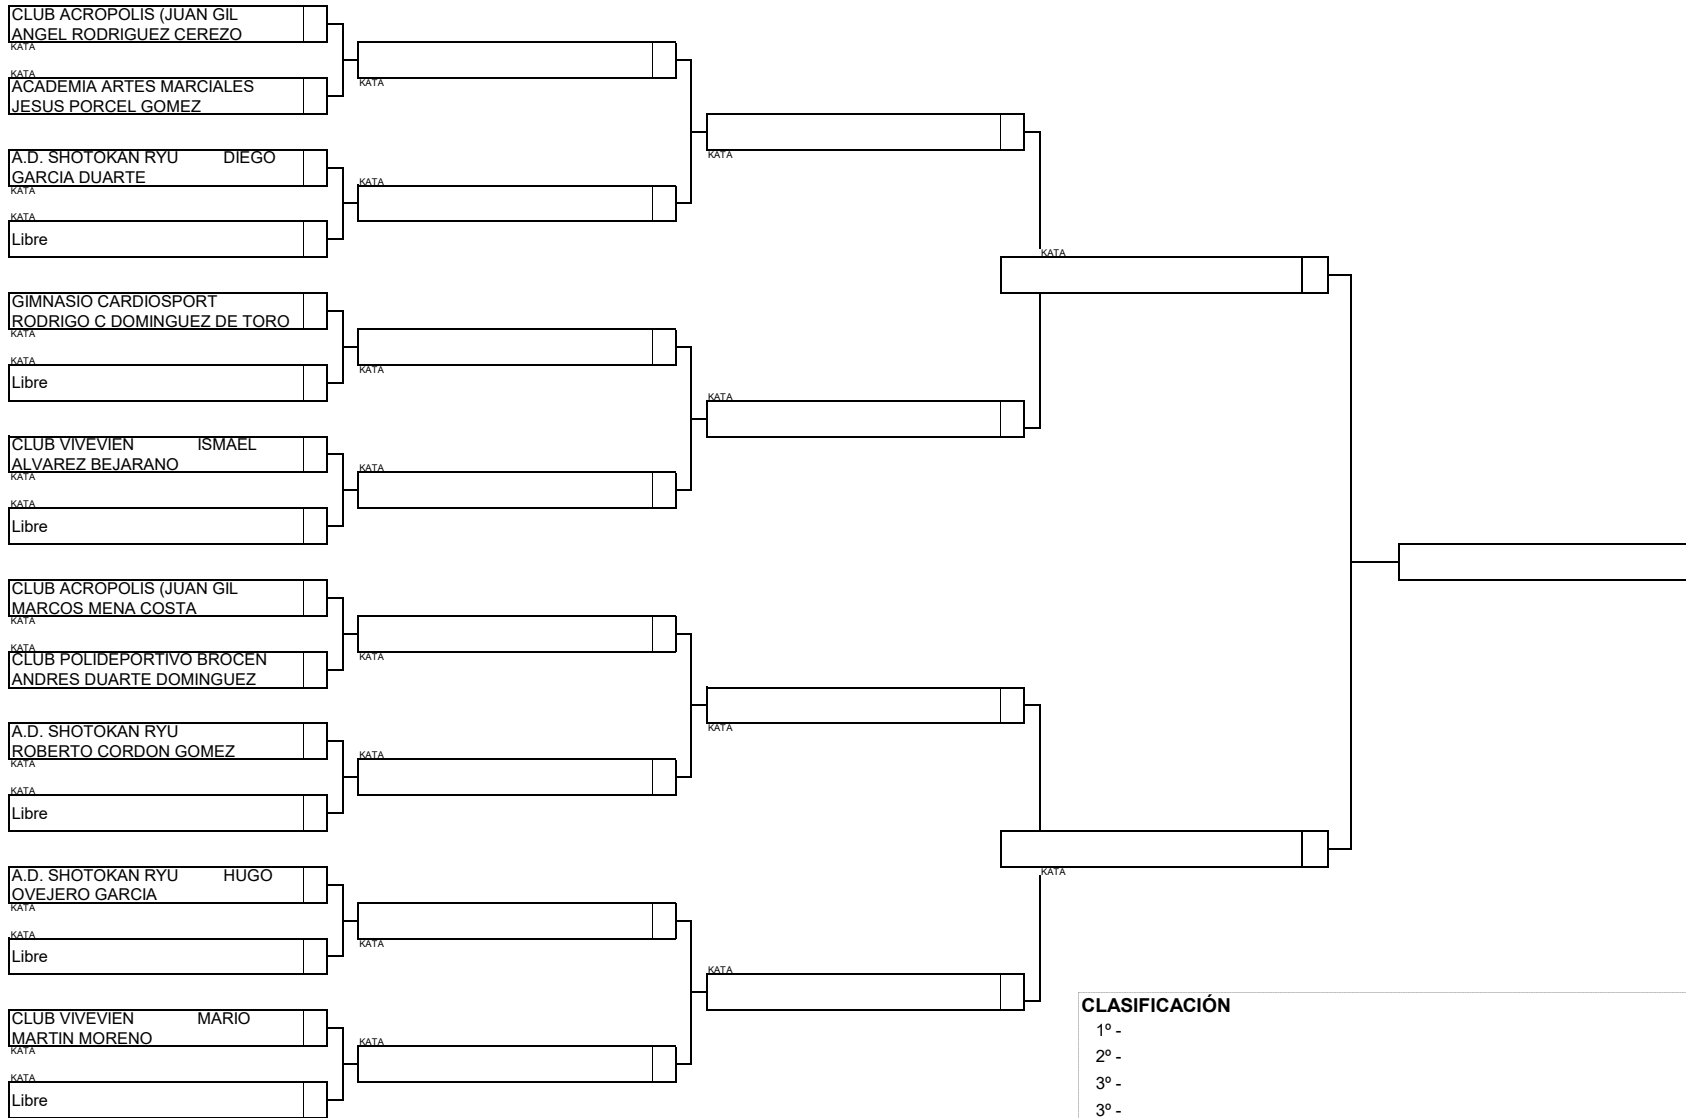 CLUB ACROPOLIS (JUAN GIL
ANGEL RODRIGUEZ CEREZO
KATA
KATA
ACADEMIA ARTES MARCIALES
JESUS PORCEL GOMEZ
KATA
A.D. SHOTOKAN RYU DIEGO
GARCIA DUARTE
KATA
KATA
Libre
KATA
KATA
GIMNASIO CARDIOSPORT
RODRIGO C DOMINGUEZ DE TORO
KATA
KATA
Libre
KATA
CLUB VIVEVIEN ISMAEL
ALVAREZ BEJARANO
KATA
KATA
Libre
KATA
KATA
KATA
CLUB ACROPOLIS (JUAN GIL
MARCOS MENA COSTA
KATA
KATA
CLUB POLIDEPORTIVO BROCEN
ANDRES DUARTE DOMINGUEZ
KATA
A.D. SHOTOKAN RYU
ROBERTO CORDON GOMEZ
KATA
KATA
Libre
KATA
KATA
A.D. SHOTOKAN RYU HUGO
OVEJERO GARCIA
KATA
KATA
Libre
KATA
KATA
KATA
CLUB VIVEVIEN MARIO
MARTIN MORENO
KATA
KATA
Libre
KATA
CLASIFICACIÓN
1º -
2º -
3º -
3º -